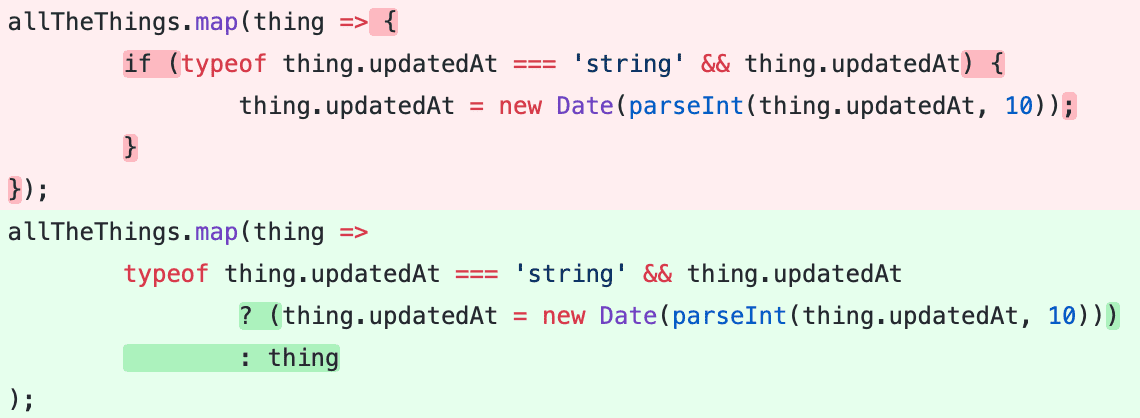 allTheThings.map(thing => {
if (typeof thing.updatedAt === 'string' && thing.updatedAt) {
thing.updatedAt = new Date(parseInt(thing.updatedAt, 10));
}
});
allTheThings.map(thing =>
typeof thing.updatedAt === 'string' && thing.updatedAt
? (thing.updatedAt = new Date(parseInt(thing.updatedAt, 10)))
: thing
);